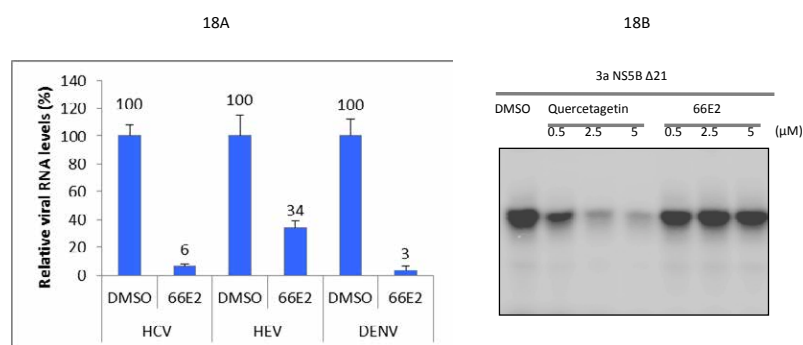 18A
18B
Relative viral RNA levels (%)
140
120
100
80
60
40
20
0
100
6
100
34
100
3
DMSO 66E2 DMSO 66E2 DMSO 66E2
HCV HEV DENV
3a NS5B Δ21
DMSO Quercetagetin 66E2
0.5 2.5 5 0.5 2.5 5 (μM)